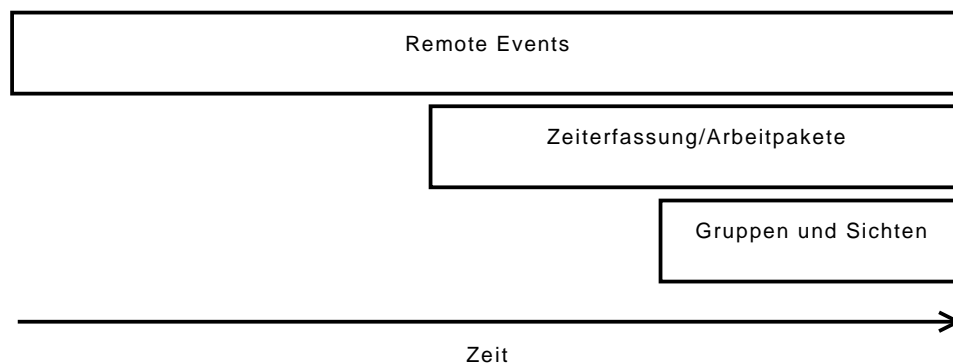 Remote Events
Zeiterfassung/Arbeitpakete
Gruppen und Sichten
Zeit